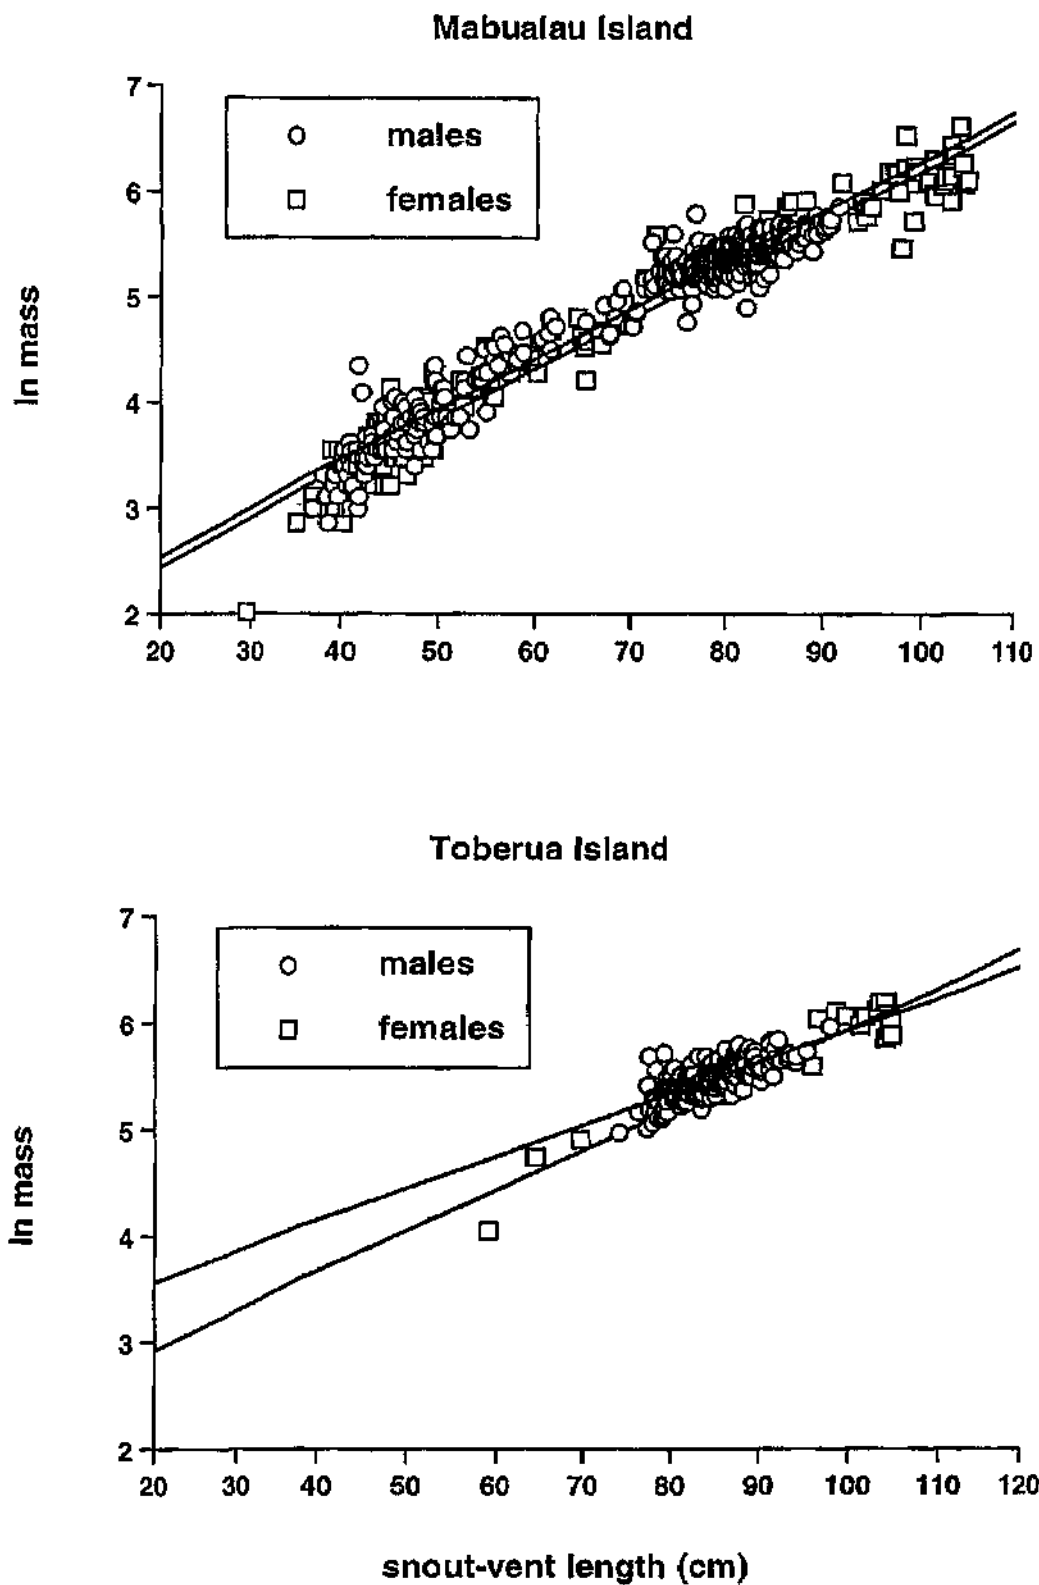 Mabualau Island
7
males
6
females
5
ln mass
4
3
2
20 30 40 50 60 70 80 90 100 110
Toberua Island
7
males
6
females
5
ln mass
4
3
2
20 30 40 50 60 70 80 90 100 110 120
snout-vent length (cm)